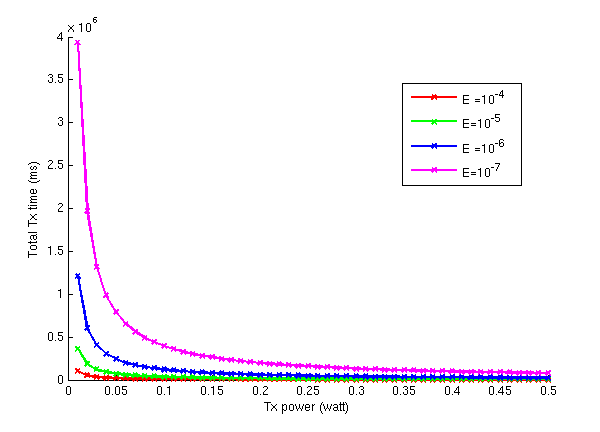 × 10^6
4
3.5
3
2.5
2
1.5
1
0.5
0
Total Tx time (ms)
E =10^-4
E=10^-5
E =10^-6
E=10^-7
0 0.05 0.1 0.15 0.2 0.25 0.3 0.35 0.4 0.45 0.5
Tx power (watt)